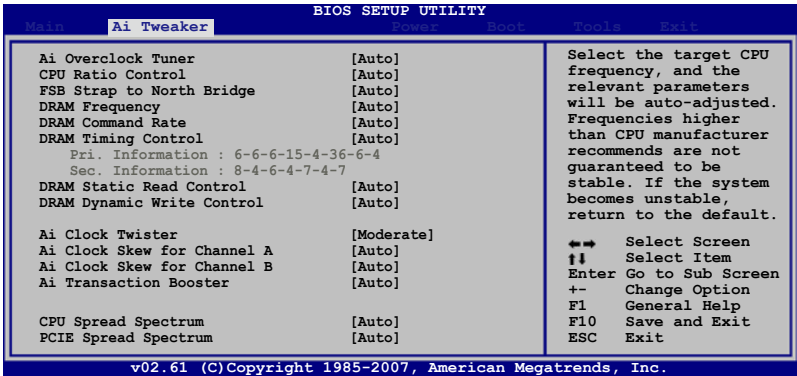 BIOS SETUP UTILITY
Main Ai Tweaker Power Boot Tools Exit
Ai Overclock Tuner [Auto]
CPU Ratio Control [Auto]
FSB Strap to North Bridge [Auto]
DRAM Frequency [Auto]
DRAM Command Rate [Auto]
DRAM Timing Control [Auto]
Pri. Information : 6-6-6-15-4-36-6-4
Sec. Information : 8-4-6-4-7-4-7
DRAM Static Read Control [Auto]
DRAM Dynamic Write Control [Auto]
Ai Clock Twister [Moderate]
Ai Clock Skew for Channel A [Auto]
Ai Clock Skew for Channel B [Auto]
Ai Transaction Booster [Auto]
CPU Spread Spectrum [Auto]
PCIE Spread Spectrum [Auto]
Select the target CPU
frequency, and the
relevant parameters
will be auto-adjusted.
Frequencies higher
than CPU manufacturer
recommends are not
guaranteed to be
stable. If the system
becomes unstable,
return to the default.
←→ Select Screen
↑↓ Select Item
Enter Go to Sub Screen
+- Change Option
F1 General Help
F10 Save and Exit
ESC Exit
v02.61 (C)Copyright 1985-2007, American Megatrends, Inc.